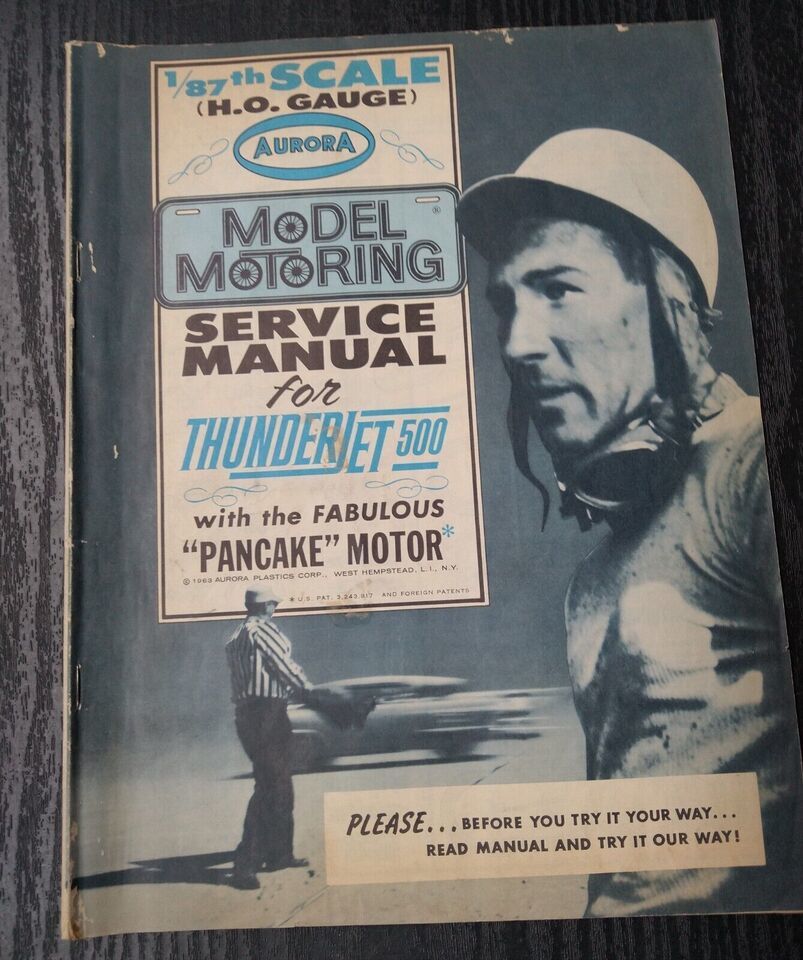 1/87th SCALE
(H.O. GAUGE)
AURORA
MODEL ®
MOTORING
SERVICE
MANUAL
for
THUNDERJET 500
with the FABULOUS
“PANCAKE” MOTOR*
© 1963 AURORA PLASTICS CORP., WEST HEMPSTEAD, L.I., N.Y.
* U.S. PAT. 3,243,917 AND FOREIGN PATENTS
PLEASE... BEFORE YOU TRY IT YOUR WAY...
READ MANUAL AND TRY IT OUR WAY!